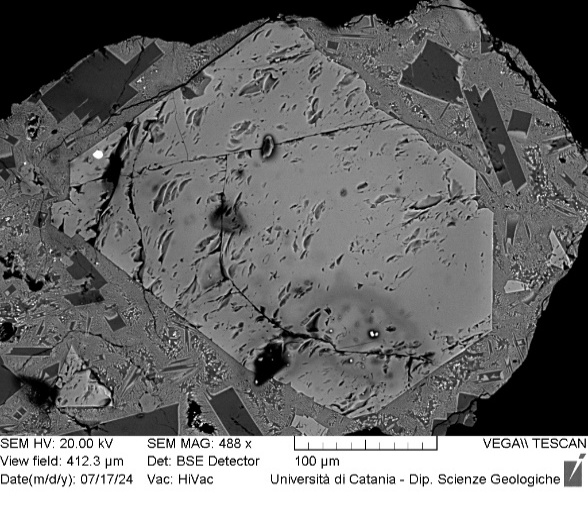 SEM HV: 20.00 kV SEM MAG: 488 x VEGA\\ TESCAN
View field: 412.3 µm Det: BSE Detector 100 µm
Date(m/d/y): 07/17/24 Vac: HiVac Università di Catania - Dip. Scienze Geologiche